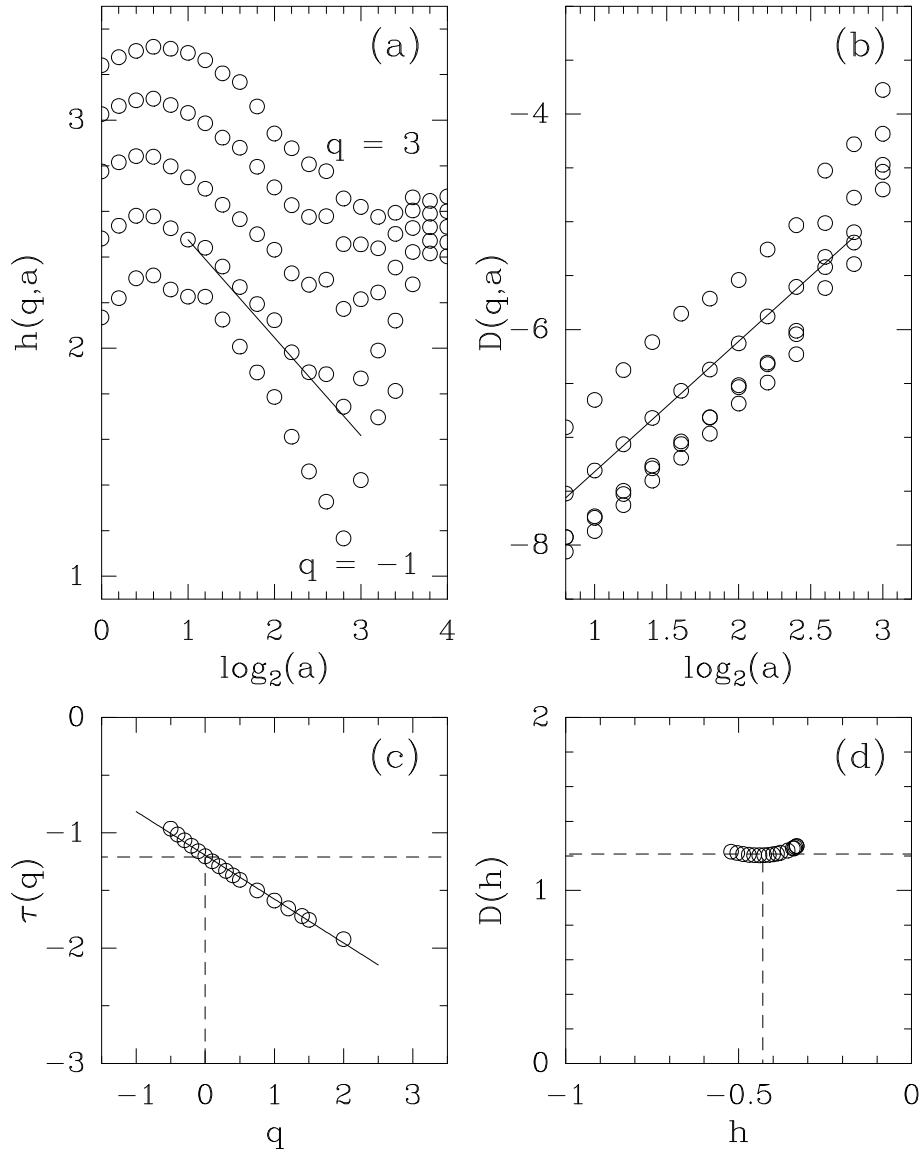 (a)
q = 3
q = −1
h(q,a)
3
2
1
0 1 2 3 4
log2(a)
(b)
D(q,a)
−4
−6
−8
1 1.5 2 2.5 3
log2(a)
(c)
τ(q)
0
−1
−2
−3
−1 0 1 2 3
q
(d)
D(h)
2
1
0
−1 −0.5 0
h